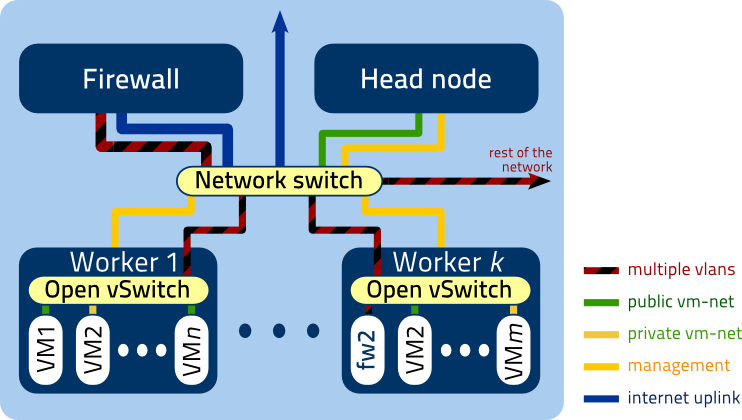 Firewall
Head node
rest of the
network
Network switch
Worker 1
Worker k
Open vSwitch
Open vSwitch
VM1
VM2
VMn
fw2
VM2
VMm
multiple vlans
public vm-net
private vm-net
management
internet uplink